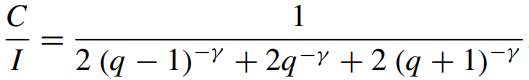 C/I = 1 / (2 (q − 1)^{−γ} + 2q^{−γ} + 2 (q + 1)^{−γ})